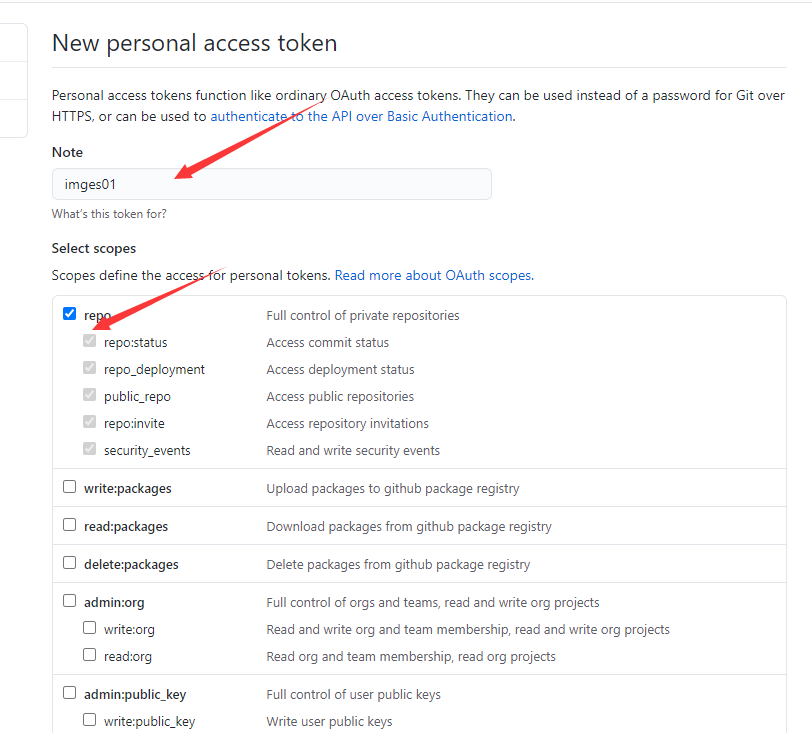 New personal access token
Personal access tokens function like ordinary OAuth access tokens. They can be used instead of a password for Git over
HTTPS, or can be used to authenticate to the API over Basic Authentication.
Note
imges01
What's this token for?
Select scopes
Scopes define the access for personal tokens. Read more about OAuth scopes.
repo Full control of private repositories
repo:status Access commit status
repo_deployment Access deployment status
public_repo Access public repositories
repo:invite Access repository invitations
security_events Read and write security events
write:packages Upload packages to github package registry
read:packages Download packages from github package registry
delete:packages Delete packages from github package registry
admin:org Full control of orgs and teams, read and write org projects
write:org Read and write org and team membership, read and write org projects
read:org Read org and team membership, read org projects
admin:public_key Full control of user public keys
write:public_key Write user public keys